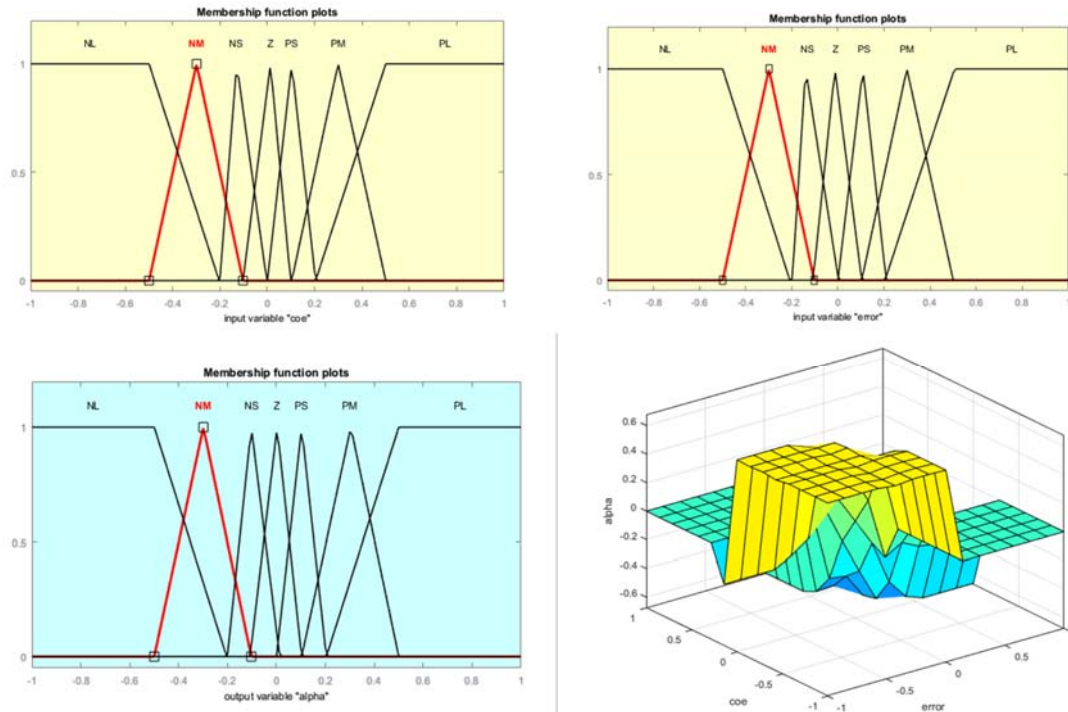 Membership function plots
NL NM NS Z PS PM PL
1
0.5
0
-1 -0.8 -0.6 -0.4 -0.2 0 0.2 0.4 0.6 0.8 1
input variable "coe"
Membership function plots
NL NM NS Z PS PM PL
1
0.5
0
-1 -0.8 -0.6 -0.4 -0.2 0 0.2 0.4 0.6 0.8 1
input variable "error"
Membership function plots
NL NM NS Z PS PM PL
1
0.5
0
-1 -0.8 -0.6 -0.4 -0.2 0 0.2 0.4 0.6 0.8 1
output variable "alpha"
0.6
0.4
0.2
0
-0.2
-0.4
-0.6
alpha
1
0.5
0
-0.5
-1
coe
-1
-0.5
0
0.5
error